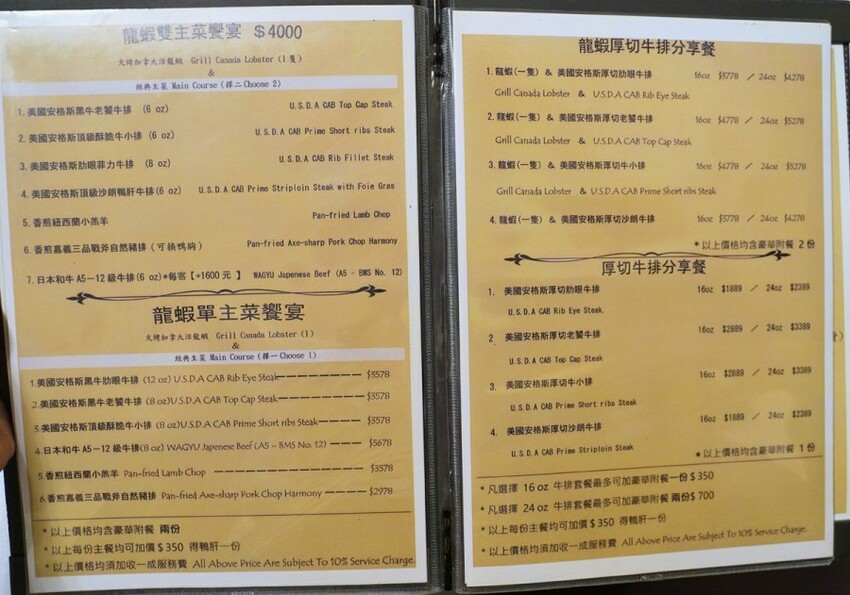 龍蝦雙主菜饗宴 $4000
火烤加拿大活龍蝦 Grill Canada Lobster (1隻)
&
經典主菜 Main Course (擇二Choose 2)
1.美國安格斯黑牛老饕牛排 (6 oz) U.S.D.A CAB Top Cap Steak
2.美國安格斯頂級酥脆牛小排 (6 oz) U.S.D.A CAB Prime Short ribs Steak
3.美國安格斯肋眼菲力牛排 (8 oz) U.S.D.A CAB Rib Fillet Steak
4.美國安格斯頂級沙朗鴨肝牛排(6 oz) U.S.D.A CAB Prime Striploin Steak with Foie Gras
5.香煎紐西蘭小羔羊 Pan-fried Lamb Chop
6.香煎嘉義三品戰斧自然豬排 (可換鴨胸) Pan-fried Axe-sharp Pork Chop Harmony
7.日本和牛A5－12級牛排(6 oz)*每客【+1600元 】 WAGYU Japenese Beef (A5 - BMS No. 12)
龍蝦單主菜饗宴
火烤加拿大活龍蝦 Grill Canada Lobster (1)
&
經典主菜 Main Course (擇一Choose 1)
1.美國安格斯黑牛肋眼牛排 (12 oz) U.S.D.A CAB Rib Eye Steak $3578
2.美國安格斯黑牛老饕牛排 (8 oz)U.S.D.A CAB Top Cap Steak $3578
3.美國安格斯頂級酥脆牛小排 (8 oz)U.S.D.A CAB Prime Short ribs Steak $3578
4.日本和牛A5－12級牛排(8 oz) WAGYU Japenese Beef (A5 – BMS No. 12) $5678
5.香煎紐西蘭小羔羊 Pan-fried Lamb Chop $3578
6.香煎嘉義三品戰斧自然豬排 Pan-fried Axe-sharp Pork Chop Harmony $2978
* 以上價格均含豪華附餐 兩份
* 以上每份主餐均可加價$350 得鴨肝一份
* 以上價格均須加收一成服務費 All Above Price Are Subject To 10% Service Charge.
龍蝦厚切牛排分享餐
1.龍蝦(一隻) & 美國安格斯厚切肋眼牛排 16oz $3778 / 24oz $4278
Grill Canada Lobster & U.S.D.A CAB Rib Eye Steak
2.龍蝦(一隻) & 美國安格斯厚切老饕牛排 16oz $4778 / 24oz $5278
Grill Canada Lobster & U.S.D.A CAB Top Cap Steak
3.龍蝦(一隻) & 美國安格斯厚切牛小排 16oz $4778 / 24oz $5278
Grill Canada Lobster & U.S.D.A CAB Prime Short ribs Steak
4.龍蝦(一隻) & 美國安格斯厚切沙朗牛排 16oz $3778 / 24oz $4278
* 以上價格均含豪華附餐 2份
厚切牛排分享餐
1. 美國安格斯厚切肋眼牛排 16oz $1889 / 24oz $2389
U.S.D.A CAB Rib Eye Steak.
2 美國安格斯厚切老饕牛排 16oz $2889 / 24oz $3389
U.S.D.A CAB Top Cap Steak
3. 美國安格斯厚切牛小排 16oz $2889 / 24oz $3389
U.S.D.A CAB Prime Short ribs Steak
4. 美國安格斯厚切沙朗牛排 16oz $1889 / 24oz $2389
U.S.D.A CAB Prime Striploin Steak
* 以上價格均含豪華附餐 1份
* 凡選擇 16 oz 牛排套餐最多可加豪華附餐一份$350
* 凡選擇 24 oz 牛排套餐最多可加豪華附餐 兩份$700
* 以上每份主餐均可加價$350 得鴨肝一份
* 以上價格均須加收一成服務費 All Above Price Are Subject To 10% Service Charge.